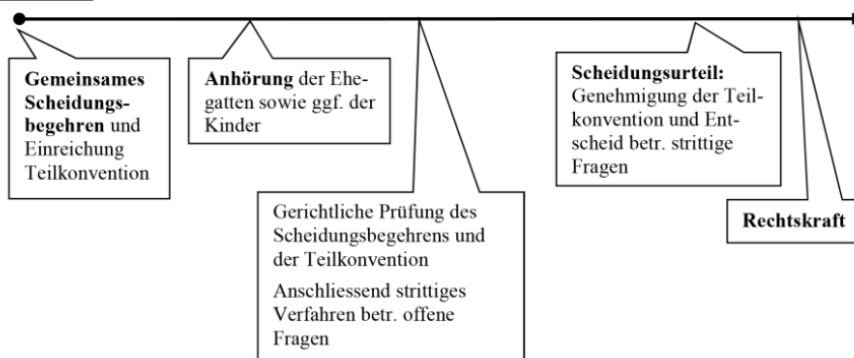 Gemeinsames
Scheidungs-
begehren und
Einreichung
Teilkonvention
Anhörung der Ehe-
gatten sowie ggf. der
Kinder
Gerichtliche Prüfung des
Scheidungsbegehrens und
der Teilkonvention
Anschliessend strittiges
Verfahren betr. offene
Fragen
Scheidungsurteil:
Genehmigung der Teil-
konvention und Ent-
scheid betr. strittige
Fragen
Rechtskraft